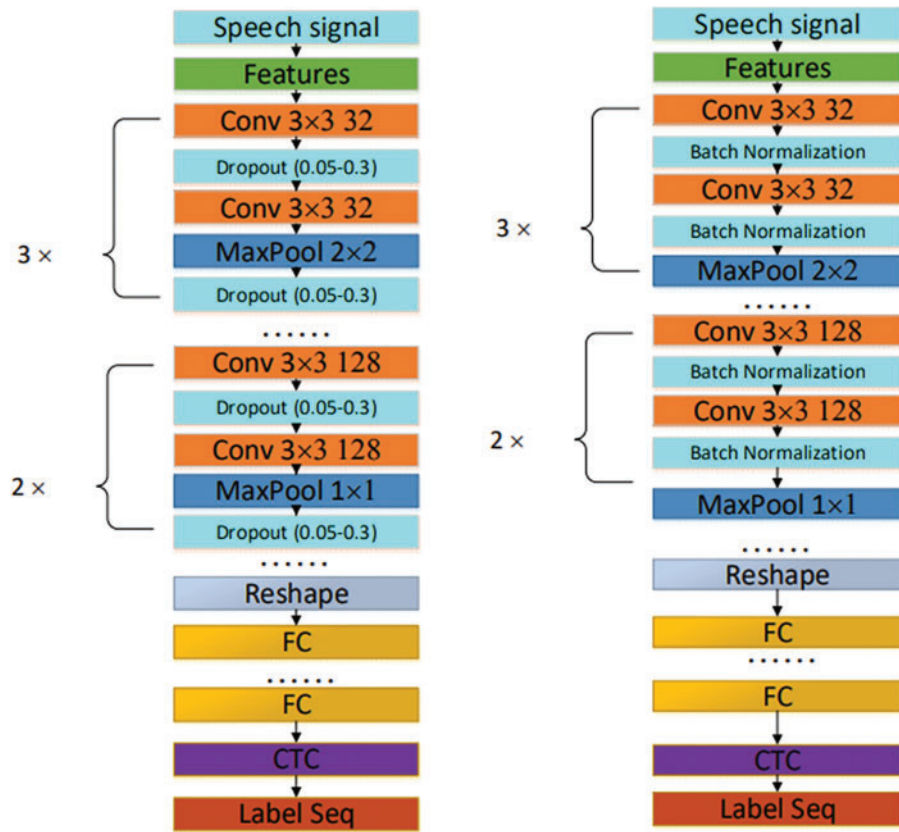 Speech signal
Features
Conv 3×3 32
Dropout (0.05-0.3)
Conv 3×3 32
3 ×
MaxPool 2×2
Dropout (0.05-0.3)
......
Conv 3×3 128
Dropout (0.05-0.3)
Conv 3×3 128
2 ×
MaxPool 1×1
Dropout (0.05-0.3)
......
Reshape
FC
......
FC
CTC
Label Seq
Speech signal
Features
Conv 3×3 32
Batch Normalization
Conv 3×3 32
3 ×
Batch Normalization
MaxPool 2×2
......
Conv 3×3 128
Batch Normalization
Conv 3×3 128
2 ×
Batch Normalization
MaxPool 1×1
......
Reshape
FC
......
FC
CTC
Label Seq